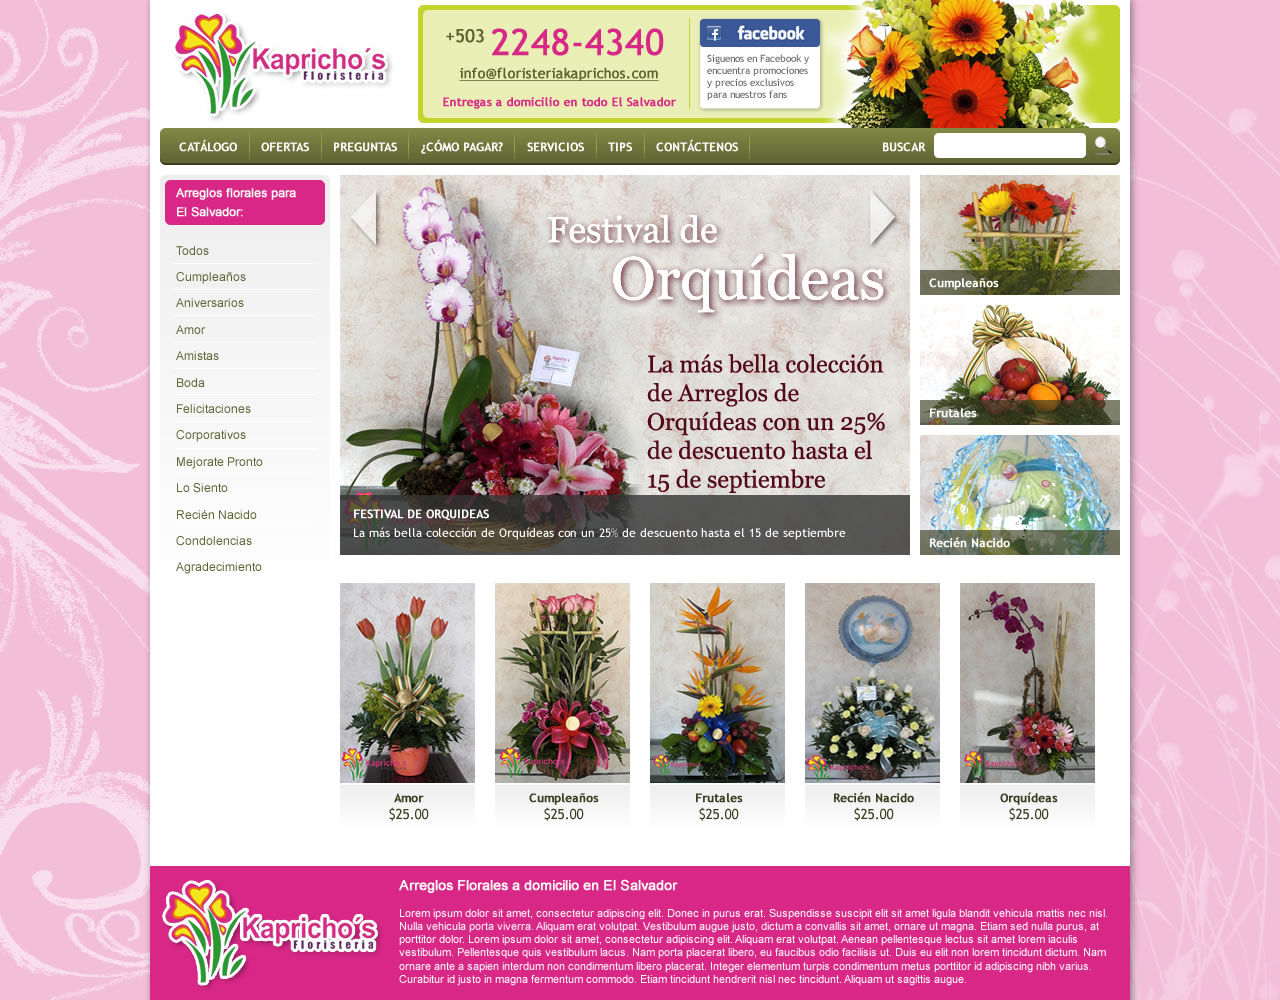 Kapricho´s
Floristeria
+503 2248-4340
info@floristeriakaprichos.com
Entregas a domicilio en todo El Salvador
facebook
Siguenos en Facebook y
encuentra promociones
y precios exclusivos
para nuestros fans
CATÁLOGO OFERTAS PREGUNTAS ¿CÓMO PAGAR? SERVICIOS TIPS CONTÁCTENOS BUSCAR
Arreglos florales para
El Salvador:
Todos
Cumpleaños
Aniversarios
Amor
Amistas
Boda
Felicitaciones
Corporativos
Mejorate Pronto
Lo Siento
Recién Nacido
Condolencias
Agradecimiento
Festival de
Orquídeas
La más bella colección
de Arreglos de
Orquídeas con un 25%
de descuento hasta el
15 de septiembre
FESTIVAL DE ORQUIDEAS
La más bella colección de Orquídeas con un 25% de descuento hasta el 15 de septiembre
Cumpleaños
Frutales
Recién Nacido
Kapricho's
Kapricho's
Kapricho's
Kapricho's
Amor
$25.00
Cumpleaños
$25.00
Frutales
$25.00
Recién Nacido
$25.00
Orquídeas
$25.00
Kaprichós
Floristeria
Arreglos Florales a domicilio en El Salvador
Lorem ipsum dolor sit amet, consectetur adipiscing elit. Donec in purus erat. Suspendisse suscipit elit sit amet ligula blandit vehicula mattis nec nisl.
Nulla vehicula porta viverra. Aliquam erat volutpat. Vestibulum augue justo, dictum a convallis sit amet, ornare ut magna. Etiam sed nulla purus, at
porttitor dolor. Lorem ipsum dolor sit amet, consectetur adipiscing elit. Aliquam erat volutpat. Aenean pellentesque lectus sit amet lorem iaculis
vestibulum. Pellentesque quis vestibulum lacus. Nam porta placerat libero, eu faucibus odio facilisis ut. Duis eu elit non lorem tincidunt dictum. Nam
ornare ante a sapien interdum non condimentum libero placerat. Integer elementum turpis condimentum metus porttitor id adipiscing nibh varius.
Curabitur id justo in magna fermentum commodo. Etiam tincidunt hendrerit nisl nec tincidunt. Aliquam ut sagittis augue.